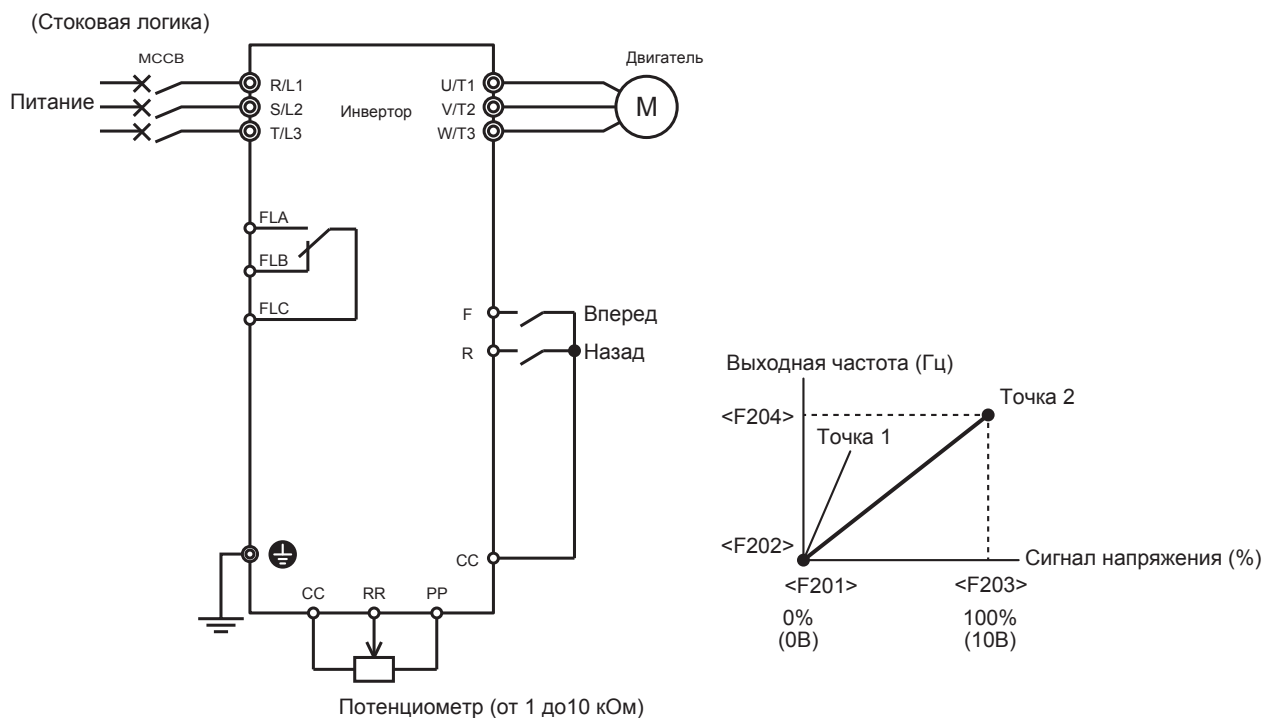 (Стоковая логика)
MCCB
Двигатель
Питание
R/L1
S/L2
T/L3
Инвертор
U/T1
V/T2
W/T3
M
FLA
FLB
FLC
F
Вперед
R
Назад
CC
CC
RR
PP
Потенциометр (от 1 до10 кОм)
Выходная частота (Гц)
<F204>
Точка 2
Точка 1
<F202>
Сигнал напряжения (%)
<F201>
<F203>
0%
100%
(0В)
(10В)